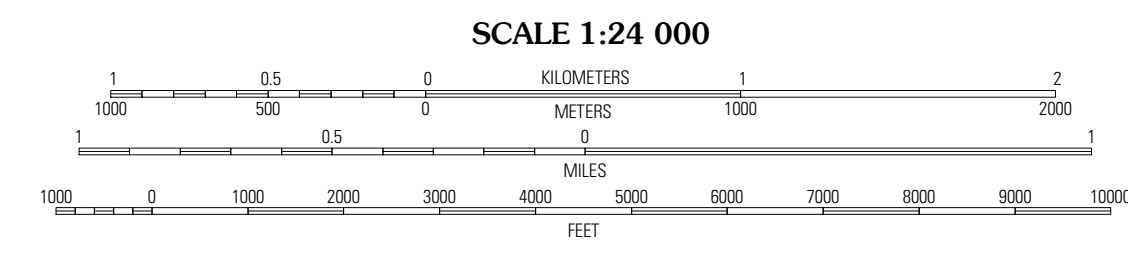 SCALE 1:24 000
1 0.5 0 KILOMETERS 1 2
1000 500 0 METERS 1000 2000
1 0.5 0 1
MILES
1000 0 1000 2000 3000 4000 5000 6000 7000 8000 9000 10000
FEET